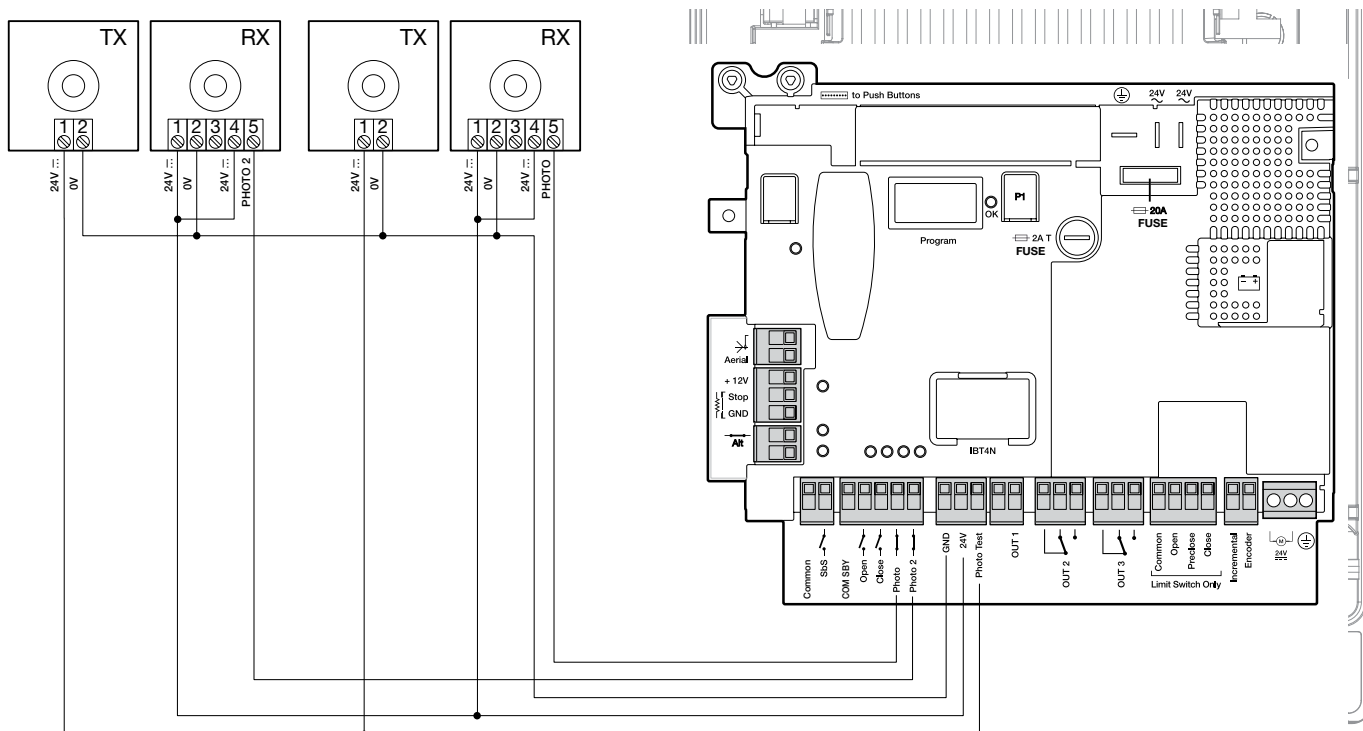 TX
RX
TX
RX
1 2
1 2 3 4 5
1 2
1 2 3 4 5
24V
0V
24V
0V
24V
PHOTO 2
24V
0V
24V
0V
24V
PHOTO
to Push Buttons
24V
24V
P1
OK
Program
2A T
FUSE
20A
FUSE
- +
Aerial
+ 12V
Stop
GND
Alt
IBT4N
Common
SbS
COM SBY
Open
Close
Photo
Photo 2
GND
24V
Photo Test
OUT 1
OUT 2
OUT 3
Common
Open
Preclose
Close
Limit Switch Only
Incremental
Encoder
M
24V